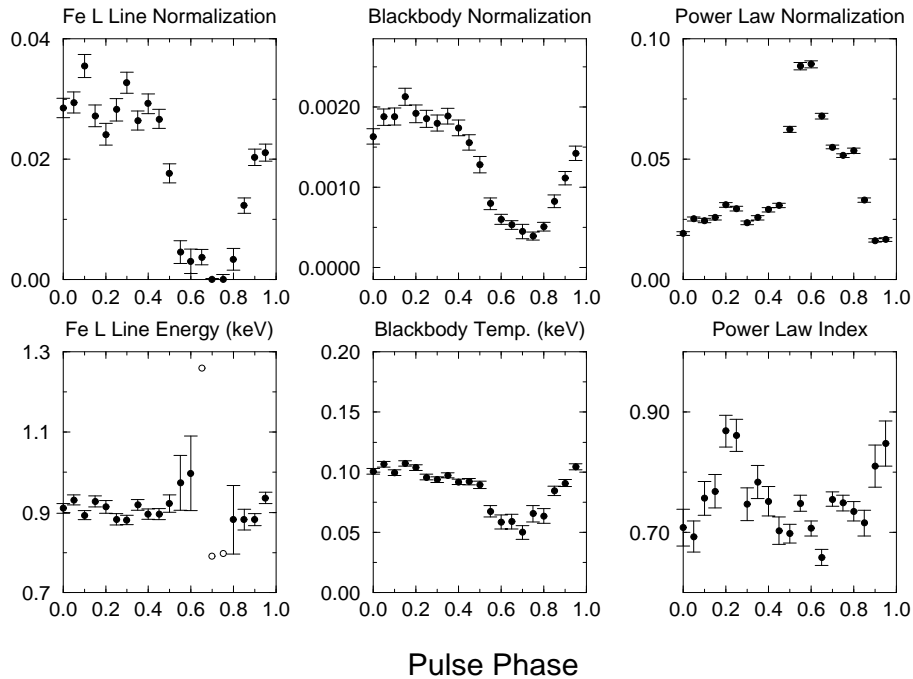 Fe L Line Normalization
Blackbody Normalization
Power Law Normalization
0.04
0.02
0.00
0.0 0.2 0.4 0.6 0.8 1.0
0.0020
0.0010
0.0000
0.0 0.2 0.4 0.6 0.8 1.0
0.10
0.05
0.00
0.0 0.2 0.4 0.6 0.8 1.0
Fe L Line Energy (keV)
Blackbody Temp. (keV)
Power Law Index
1.3
1.1
0.9
0.7
0.0 0.2 0.4 0.6 0.8 1.0
0.20
0.15
0.10
0.05
0.00
0.0 0.2 0.4 0.6 0.8 1.0
0.90
0.70
0.0 0.2 0.4 0.6 0.8 1.0
Pulse Phase